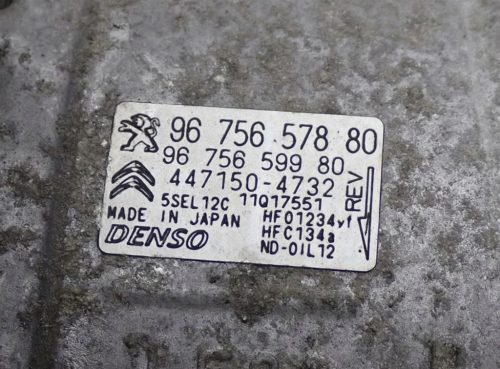 96 756 578 80
96 756 599 80
447150-4732
5SEL12C 11017551
MADE IN JAPAN HF01234yf
DENSO HFC134a
ND-OIL12
REV